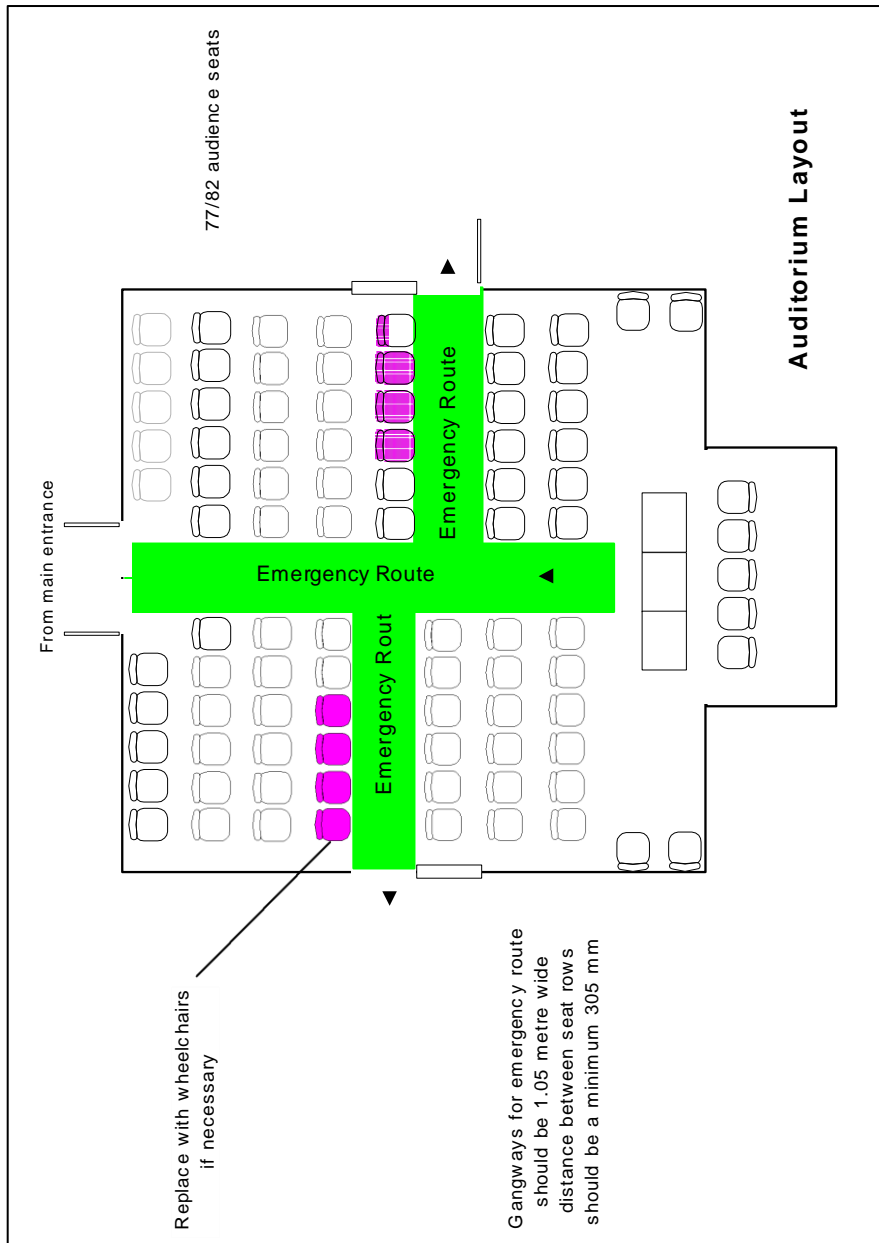 From main entrance
77/82 audience seats
Emergency Route
Emergency Route
Emergency Rout
Replace with wheelchairs
if necessary
Gangways for emergency route
should be 1.05 metre wide
distance between seat rows
should be a minimum 305 mm
Auditorium Layout